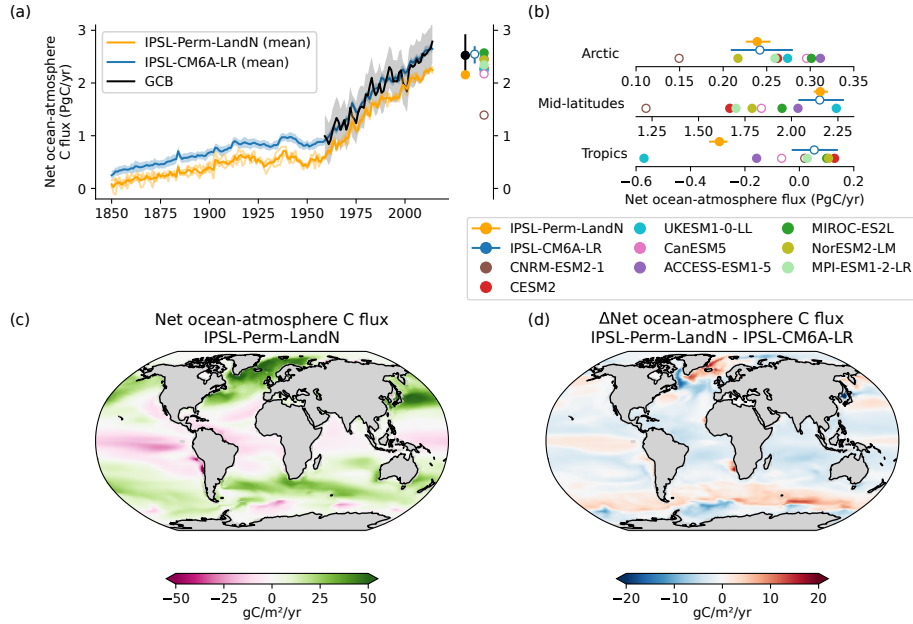 (a)
Net ocean-atmosphere
C flux (PgC/yr)
3
2
1
0
1850
1875
1900
1925
1950
1975
2000
IPSL-Perm-LandN (mean)
IPSL-CM6A-LR (mean)
GCB
3
2
1
0
(b)
Arctic
0.10
0.15
0.20
0.25
0.30
0.35
Mid-latitudes
1.25
1.50
1.75
2.00
2.25
Tropics
−0.6
−0.4
−0.2
0.0
0.2
Net ocean-atmosphere flux (PgC/yr)
IPSL-Perm-LandN
IPSL-CM6A-LR
CNRM-ESM2-1
CESM2
UKESM1-0-LL
CanESM5
ACCESS-ESM1-5
MIROC-ES2L
NorESM2-LM
MPI-ESM1-2-LR
(c)
Net ocean-atmosphere C flux
IPSL-Perm-LandN
−50
−25
0
25
50
gC/m²/yr
(d)
ΔNet ocean-atmosphere C flux
IPSL-Perm-LandN - IPSL-CM6A-LR
−20
−10
0
10
20
gC/m²/yr